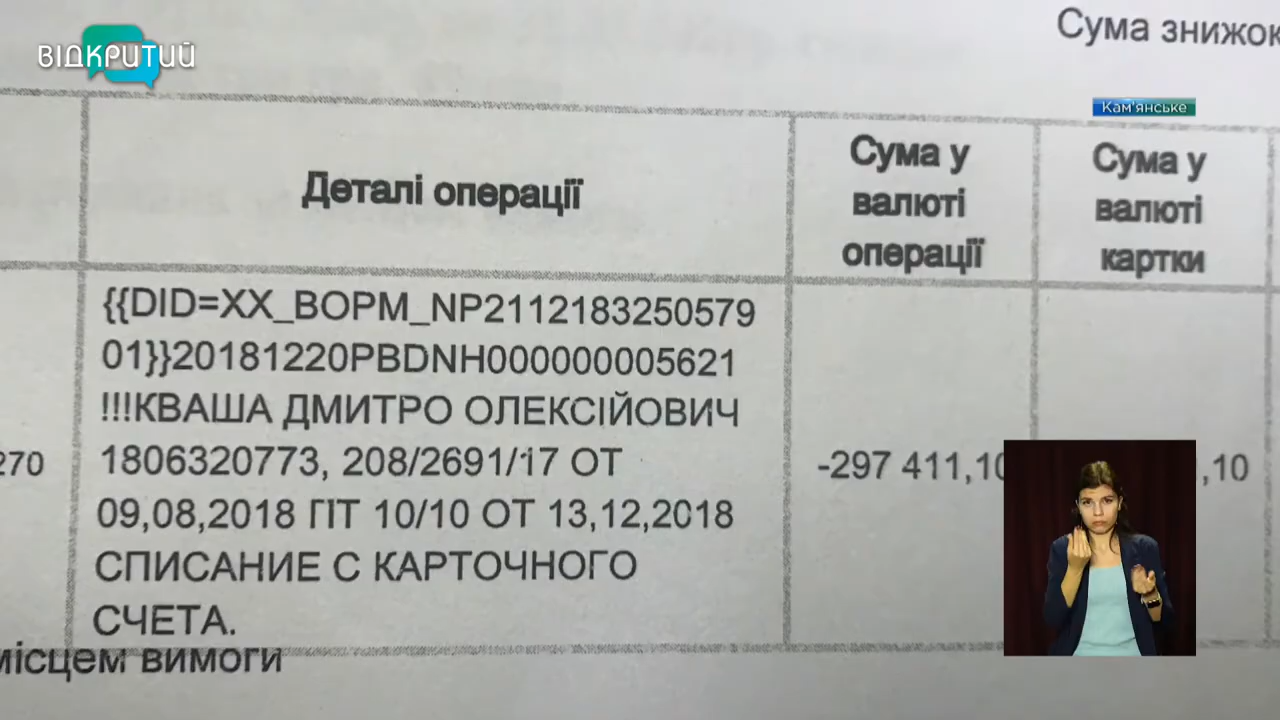 ВІДКРИТИЙ
Сума знижок
Кам'янське
Деталі операції
Сума у
валюті
операції
Сума у
валюті
картки
{{DID=XX_BOPM_NP2112183250579
01}}20181220PBDNH000000005621
!!!КВАША ДМИТРО ОЛЕКСІЙОВИЧ
1806320773, 208/2691/17 ОТ
09,08,2018 ГІТ 10/10 ОТ 13,12,2018
СПИСАНИЕ С КАРТОЧНОГО
СЧЕТА.
270
-297 411,10
,10
місцем вимоги